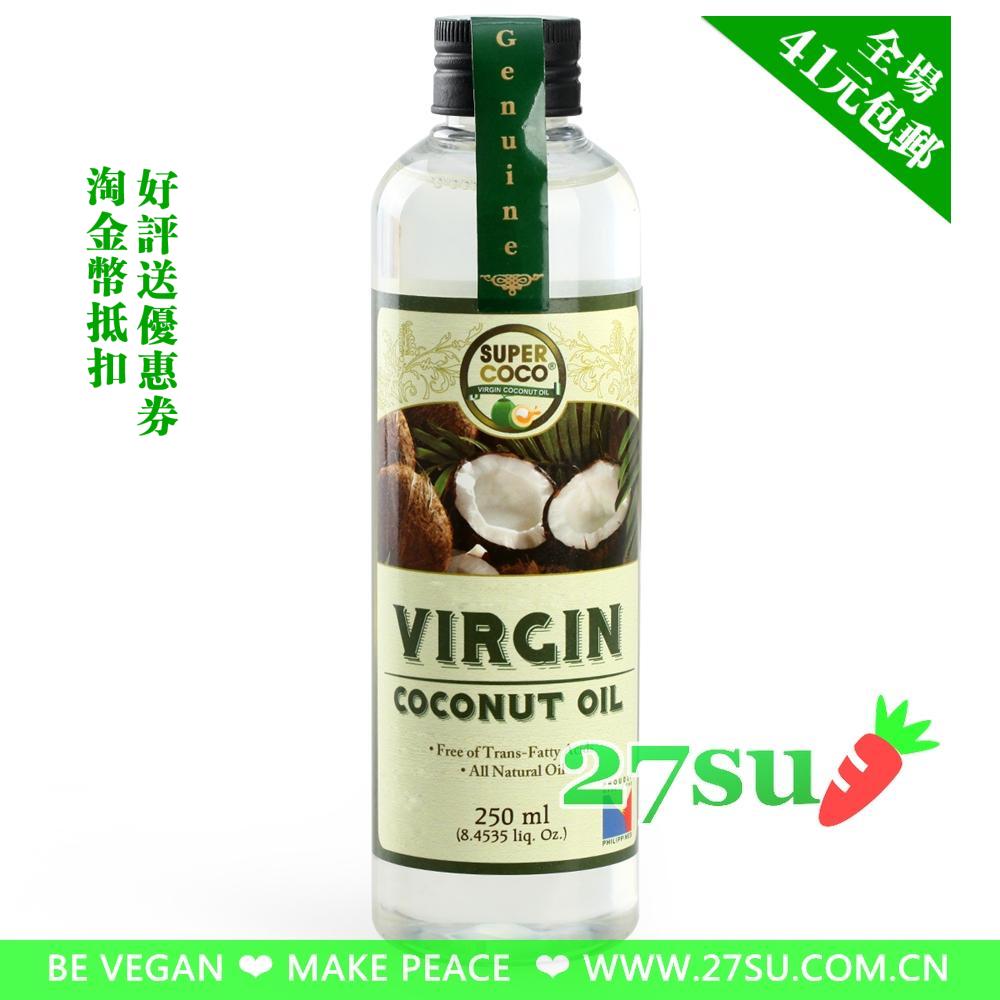 全場
41元包郵
好評送優惠券
淘金幣抵扣
Genuine
SUPER
COCO®
VIRGIN COCONUT OIL
VIRGIN
COCONUT OIL
• Free of Trans-Fatty
• All Natural Oil
250 ml
(8.4535 liq. Oz.)
PHILIPPINES
27su
BE VEGAN ❤ MAKE PEACE ❤ WWW.27SU.COM.CN